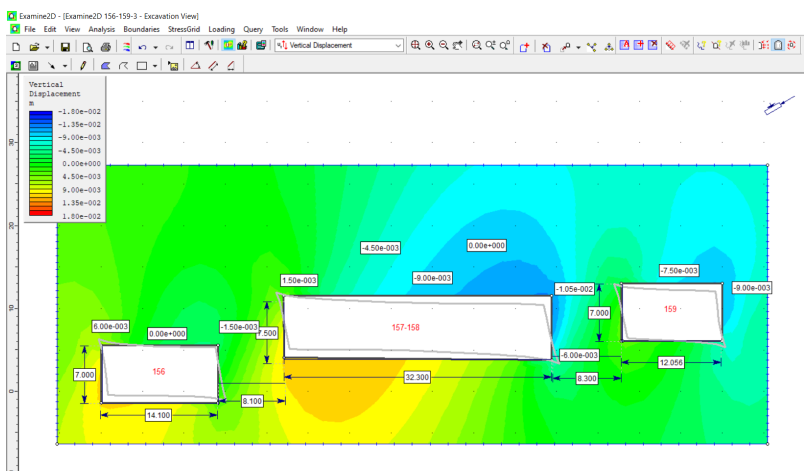 Examine2D - [Examine2D 156-159-3 - Excavation View]
File Edit View Analysis Boundaries StressGrid Loading Query Tools Window Help
Vertical Displacement
Vertical
Displacement
m
-1.80e-002
-1.35e-002
-9.00e-003
-4.50e-003
0.00e+000
4.50e-003
9.00e-003
1.35e-002
1.80e-002
30
20
10
0
-4.50e-003
0.00e+000
-9.00e-003
1.50e-003
-1.05e-002
-7.50e-003
-9.00e-003
6.00e-003
0.00e+000
-1.50e-003
7.500
157-158
7.000
159
-6.00e-003
7.000
156
32.300
8.300
12.056
8.100
14.100